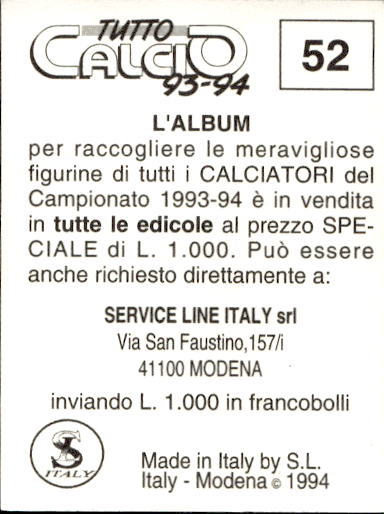 TUTTO
CALCIO
93-94
52
L'ALBUM
per raccogliere le meravigliose
figurine di tutti i CALCIATORI del
Campionato 1993-94 è in vendita
in tutte le edicole al prezzo SPE-
CIALE di L. 1.000. Può essere
anche richiesto direttamente a:
SERVICE LINE ITALY srl
Via San Faustino,157/i
41100 MODENA
inviando L. 1.000 in francobolli
SL
ITALY
Made in Italy by S.L.
Italy - Modena © 1994